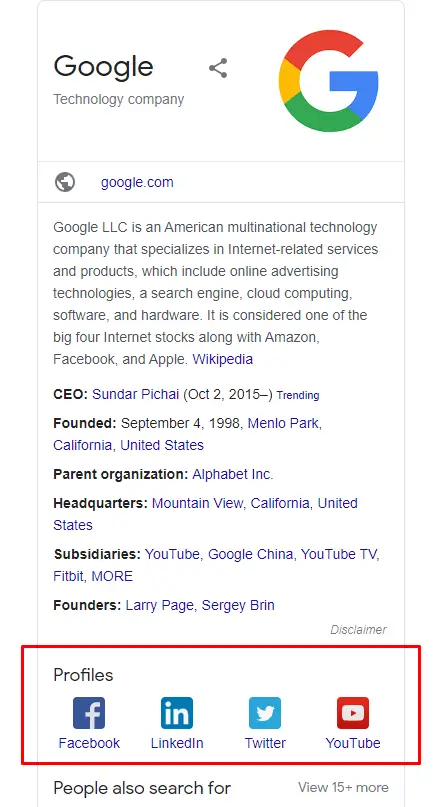 Google
Technology company
google.com
Google LLC is an American multinational technology
company that specializes in Internet-related services
and products, which include online advertising
technologies, a search engine, cloud computing,
software, and hardware. It is considered one of the
big four Internet stocks along with Amazon,
Facebook, and Apple. Wikipedia
CEO: Sundar Pichai (Oct 2, 2015–) Trending
Founded: September 4, 1998, Menlo Park,
California, United States
Parent organization: Alphabet Inc.
Headquarters: Mountain View, California, United
States
Subsidiaries: YouTube, Google China, YouTube TV,
Fitbit, MORE
Founders: Larry Page, Sergey Brin
Disclaimer
Profiles
Facebook LinkedIn Twitter YouTube
People also search for View 15+ more